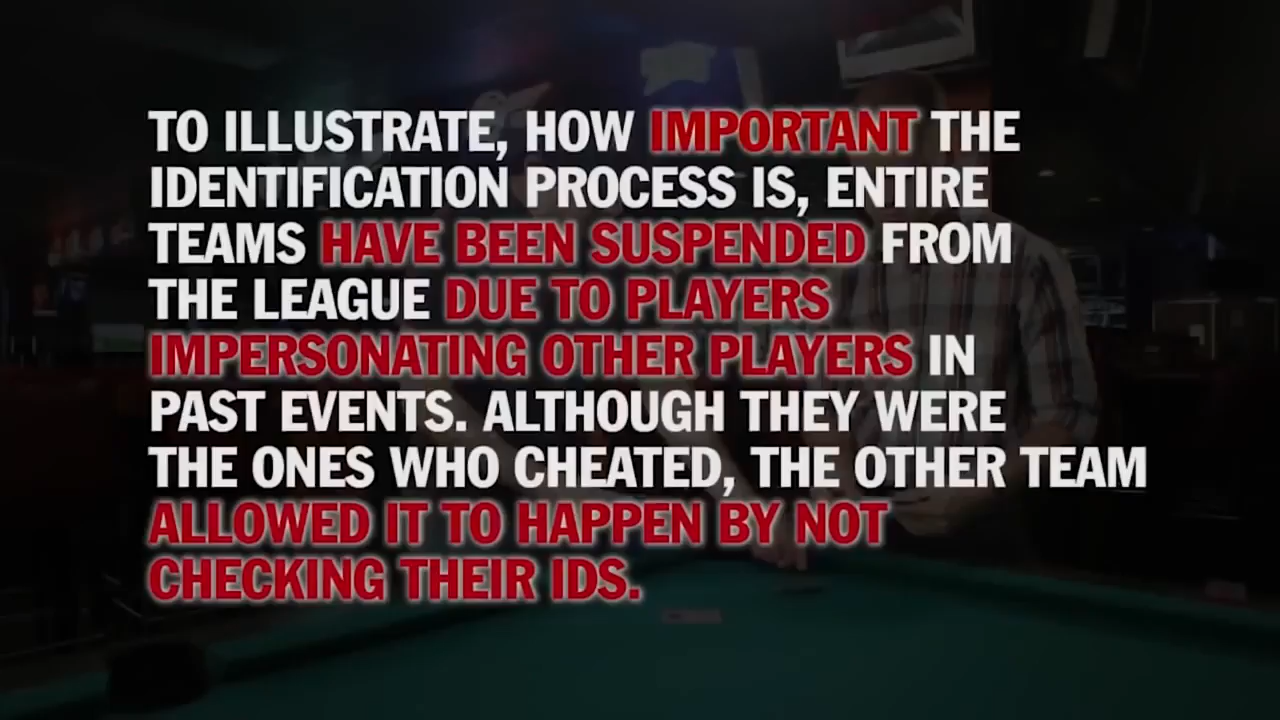 TO ILLUSTRATE, HOW IMPORTANT THE
IDENTIFICATION PROCESS IS, ENTIRE
TEAMS HAVE BEEN SUSPENDED FROM
THE LEAGUE DUE TO PLAYERS
IMPERSONATING OTHER PLAYERS IN
PAST EVENTS. ALTHOUGH THEY WERE
THE ONES WHO CHEATED, THE OTHER TEAM
ALLOWED IT TO HAPPEN BY NOT
CHECKING THEIR IDS.